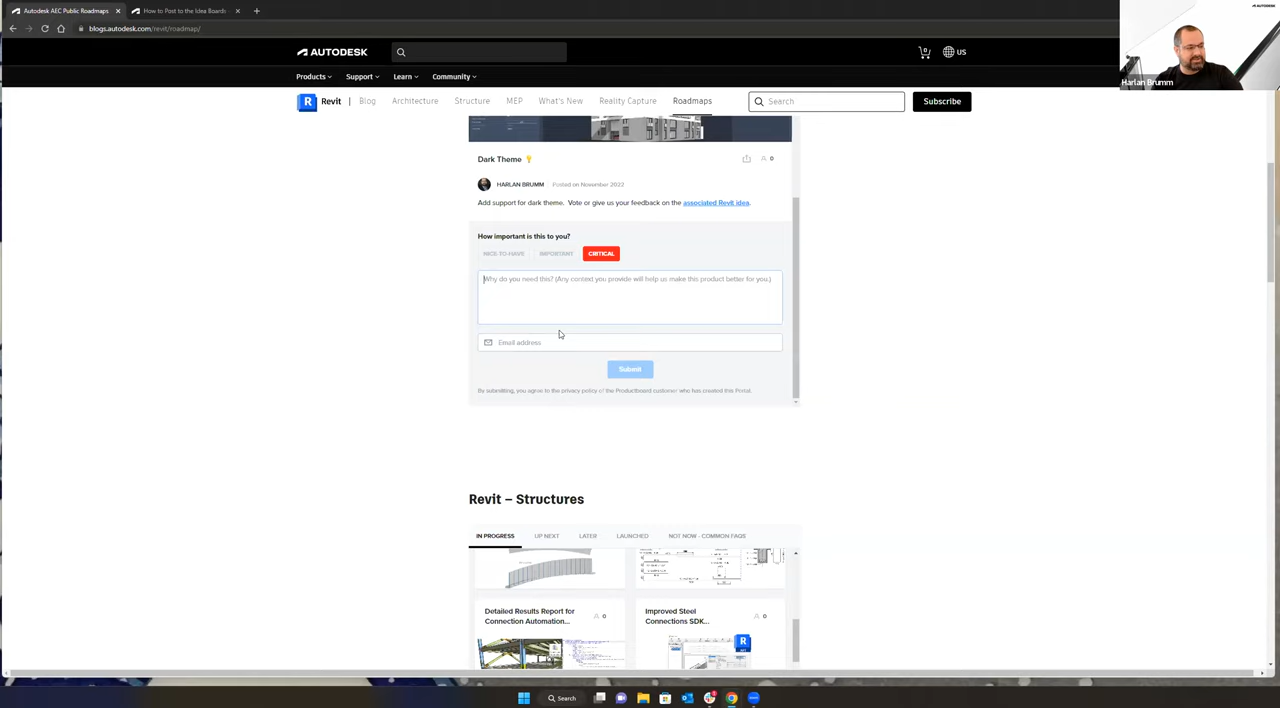 Autodesk AEC Public Roadmaps
How to Post to the Idea Boards
blogs.autodesk.com/revit/roadmap/
AUTODESK
Harlan Brumm
AUTODESK
0
US
Products
Support
Learn
Community
R
Revit
Blog
Architecture
Structure
MEP
What's New
Reality Capture
Roadmaps
Search
Subscribe
Dark Theme
0
HARLAN BRUMM
Posted on November 2022
Add support for dark theme. Vote or give us your feedback on the associated Revit idea.
How important is this to you?
NICE-TO-HAVE
IMPORTANT
CRITICAL
Why do you need this? (Any context you provide will help us make this product better for you.)
Email address
Submit
By submitting, you agree to the privacy policy of the Productboard customer who has created this Portal.
Revit – Structures
IN PROGRESS
UP NEXT
LATER
LAUNCHED
NOT NOW - COMMON FAQS
Detailed Results Report for
Connection Automation...
0
Improved Steel
Connections SDK...
0
R
Search